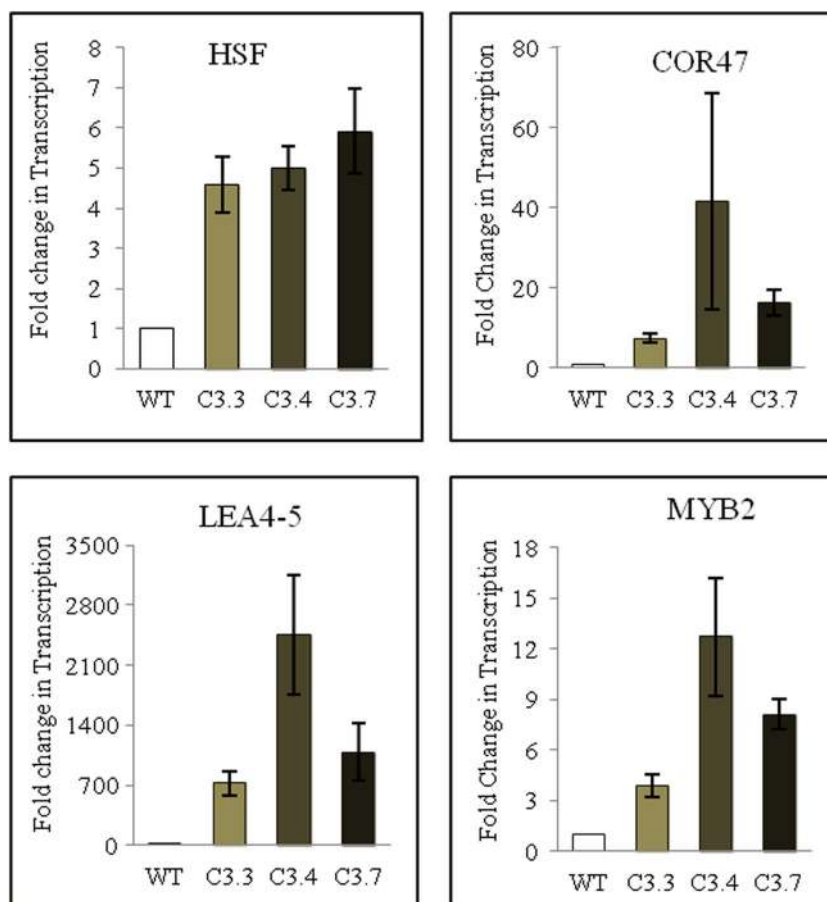 HSF
Fold change in Transcription
8
7
6
5
4
3
2
1
0
WT C3.3 C3.4 C3.7
COR47
Fold Change in Transcription
80
60
40
20
0
WT C3.3 C3.4 C3.7
LEA4-5
Fold change in Transcription
3500
2800
2100
1400
700
0
WT C3.3 C3.4 C3.7
MYB2
Fold Change in Transcription
18
15
12
9
6
3
0
WT C3.3 C3.4 C3.7